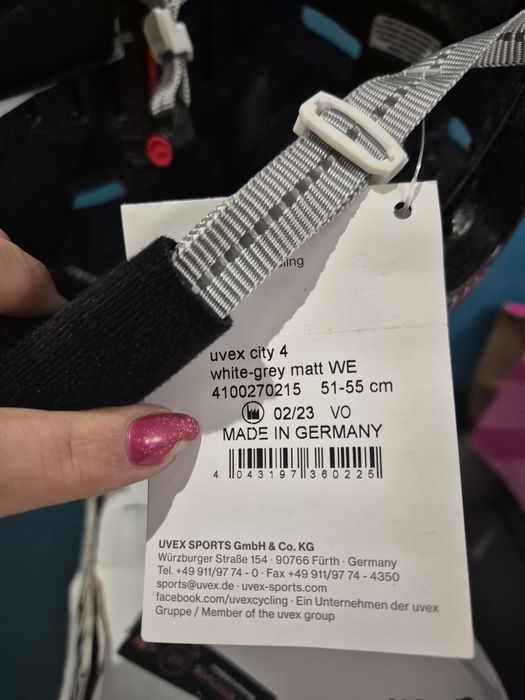 ling
uvex city 4
white-grey matt WE
4100270215 51-55 cm
02/23 VO
MADE IN GERMANY
4 043197 360225
UVEX SPORTS GmbH & Co. KG
Würzburger Straße 154 · 90766 Fürth · Germany
Tel. +49 911/97 74 - 0 · Fax +49 911/97 74 - 4350
sports@uvex.de · uvex-sports.com
facebook.com/uvexcycling · Ein Unternehmen der uvex
Gruppe / Member of the uvex group